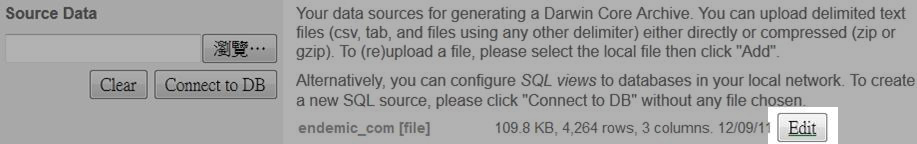 Source Data
瀏覽…
Clear
Connect to DB
Your data sources for generating a Darwin Core Archive. You can upload delimited text
files (csv, tab, and files using any other delimiter) either directly or compressed (zip or
gzip). To (re)upload a file, please select the local file then click "Add".
Alternatively, you can configure SQL views to databases in your local network. To create
a new SQL source, please click "Connect to DB" without any file chosen.
endemic_com [file] 109.8 KB, 4,264 rows, 3 columns. 12/09/11 Edit